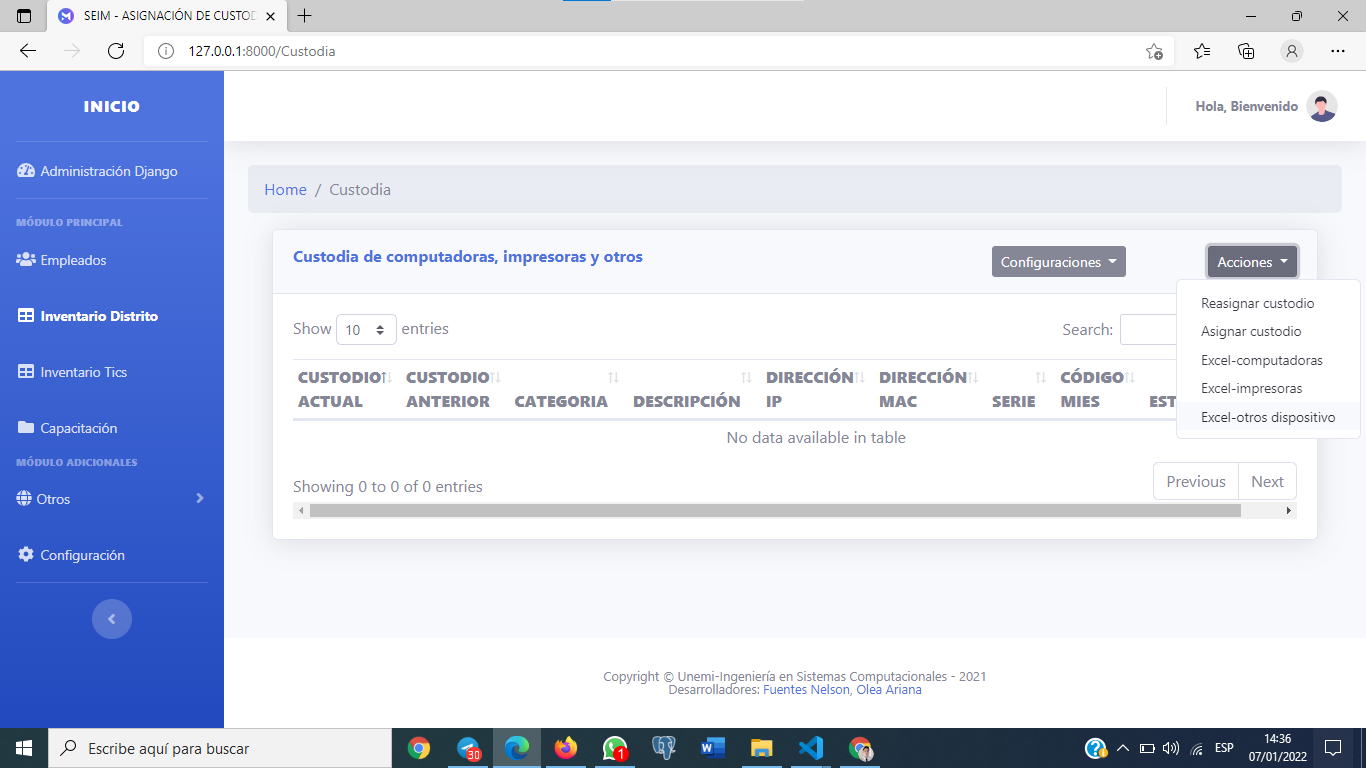 SEIM - ASIGNACIÓN DE CUSTOD
127.0.0.1:8000/Custodia
INICIO
Hola, Bienvenido
Administración Django
MÓDULO PRINCIPAL
Empleados
Inventario Distrito
Inventario Tics
Capacitación
MÓDULO ADICIONALES
Otros
Configuración
Home / Custodia
Custodia de computadoras, impresoras y otros
Configuraciones
Acciones
Reasignar custodio
Asignar custodio
Excel-computadoras
Excel-impresoras
Excel-otros dispositivo
Show 10 entries
Search:
CUSTODIO ACTUAL
CUSTODIO ANTERIOR
CATEGORIA
DESCRIPCIÓN
DIRECCIÓN IP
DIRECCIÓN MAC
SERIE
CÓDIGO MIES
EST
No data available in table
Showing 0 to 0 of 0 entries
Previous
Next
Copyright © Unemi-Ingeniería en Sistemas Computacionales - 2021
Desarrolladores: Fuentes Nelson, Olea Ariana
Escribe aquí para buscar
30
1
ESP
14:36
07/01/2022